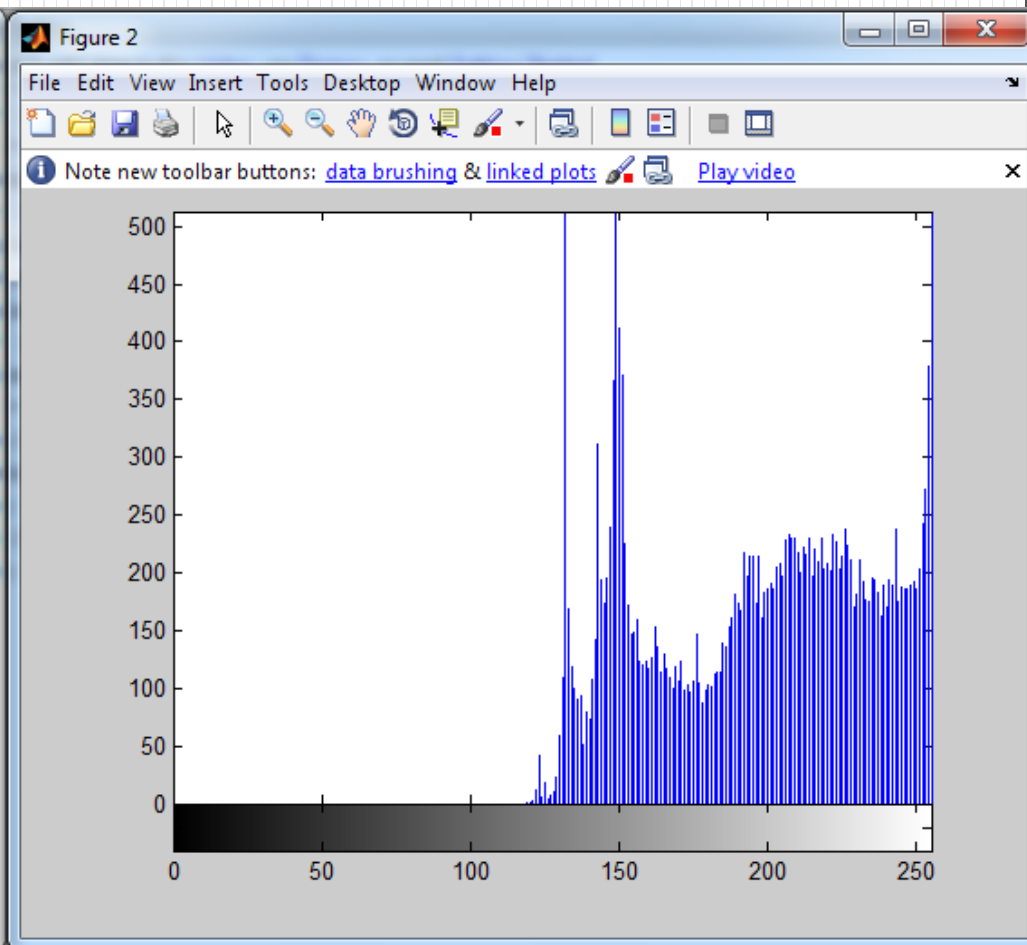 Figure 2
File Edit View Insert Tools Desktop Window Help
Note new toolbar buttons: data brushing & linked plots Play video
500
450
400
350
300
250
200
150
100
50
0
0 50 100 150 200 250